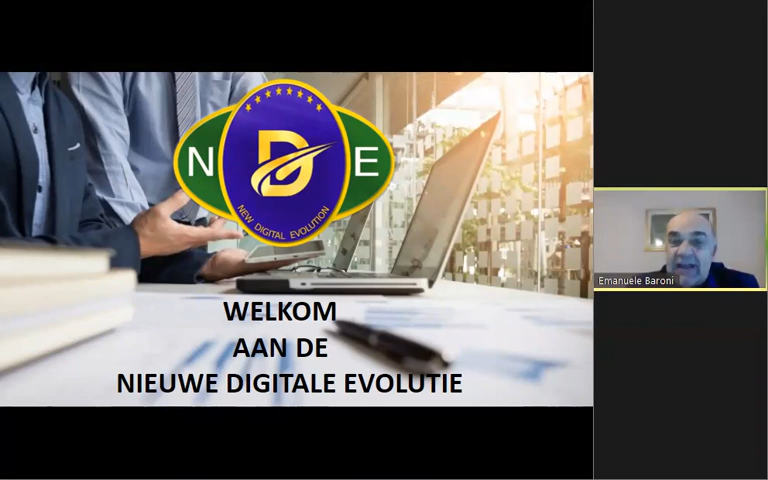 N
E
D
NEW DIGITAL EVOLUTION
WELKOM
AAN DE
NIEUWE DIGITALE EVOLUTIE
Emanuele Baroni